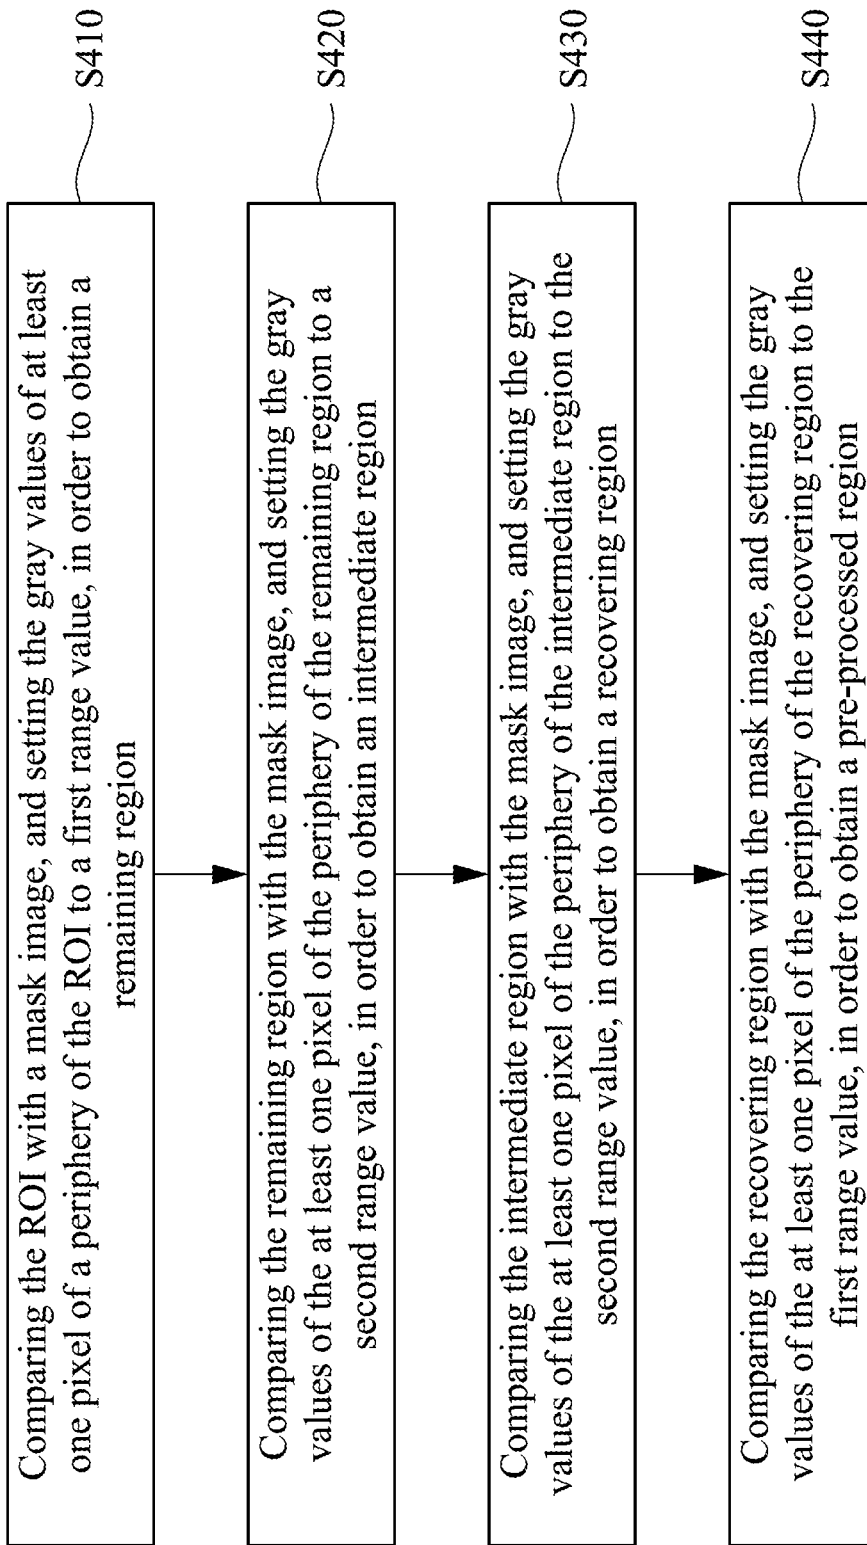 Comparing the ROI with a mask image, and setting the gray values of at least
one pixel of a periphery of the ROI to a first range value, in order to obtain a
remaining region
S410
Comparing the remaining region with the mask image, and setting the gray
values of the at least one pixel of the periphery of the remaining region to a
second range value, in order to obtain an intermediate region
S420
Comparing the intermediate region with the mask image, and setting the gray
values of the at least one pixel of the periphery of the intermediate region to the
second range value, in order to obtain a recovering region
S430
Comparing the recovering region with the mask image, and setting the gray
values of the at least one pixel of the periphery of the recovering region to the
first range value, in order to obtain a pre-processed region
S440